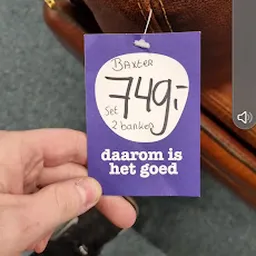 BAXTER
749,-
Set
2 banken
daarom is
het goed